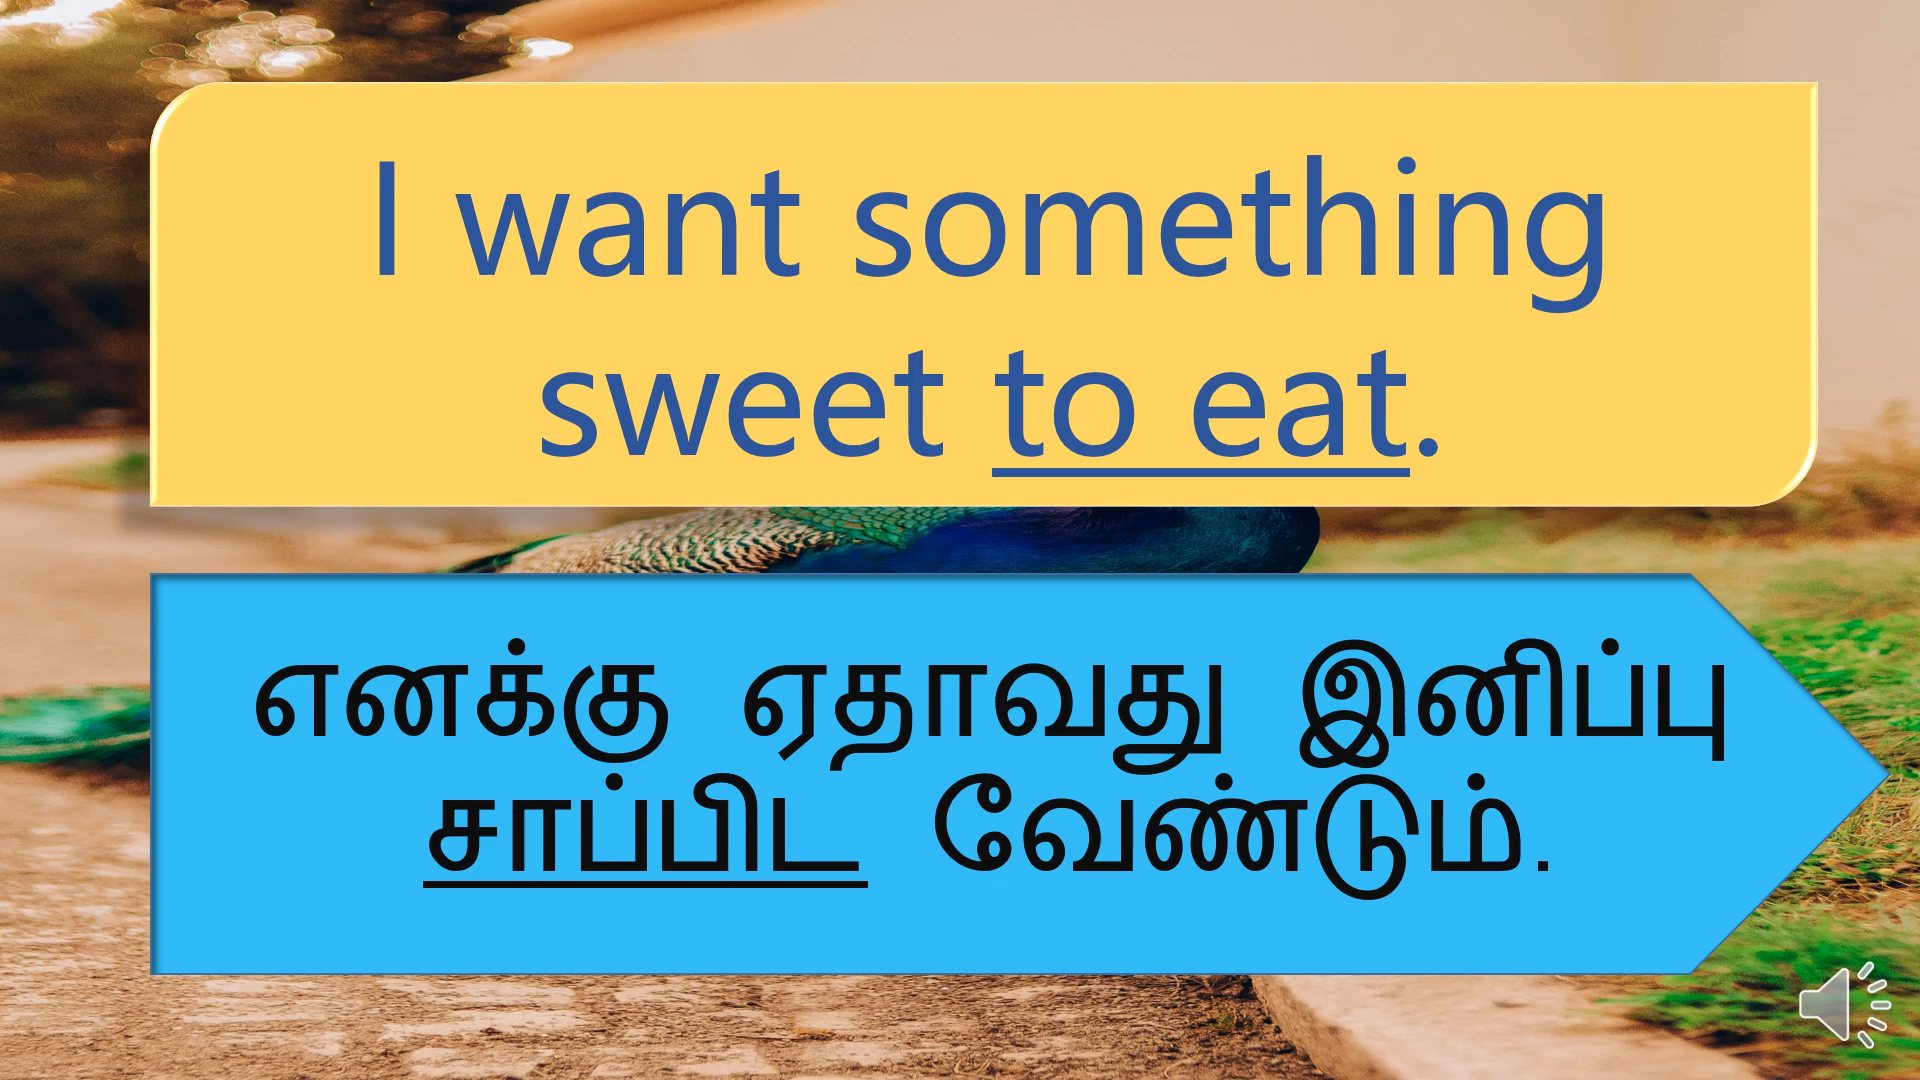 I want something
sweet to eat.
எனக்கு ஏதாவது இனிப்பு
சாப்பிட வேண்டும்.